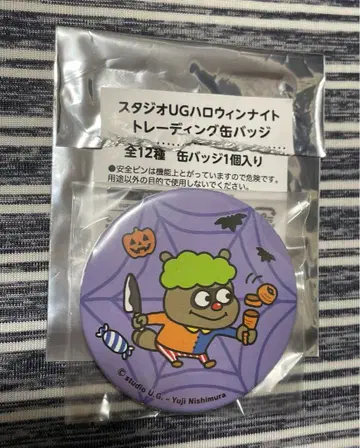 スタジオUGハロウィンナイト
トレーディング缶バッジ
全12種 缶バッジ1個入り
●安全ピンは機能上とがっていますので危険です。
用途以外の目的で使用しないでください。
© studio U.G. - Yuji Nishimura